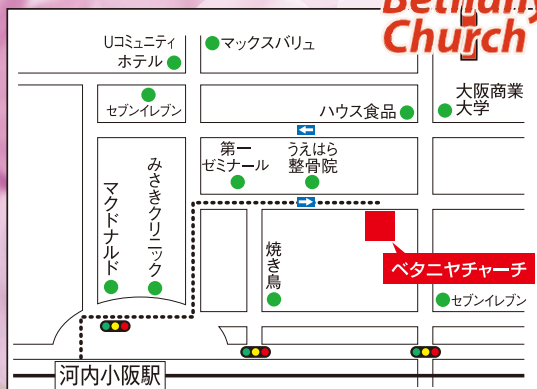 Bethany
Church
Uコミュニティ
ホテル
マックスバリュ
セブンイレブン
ハウス食品
大阪商業
大学
第一
ゼミナール
うえはら
整骨院
みさきクリニック
マクドナルド
焼き鳥
ベタニヤチャーチ
セブンイレブン
河内小阪駅